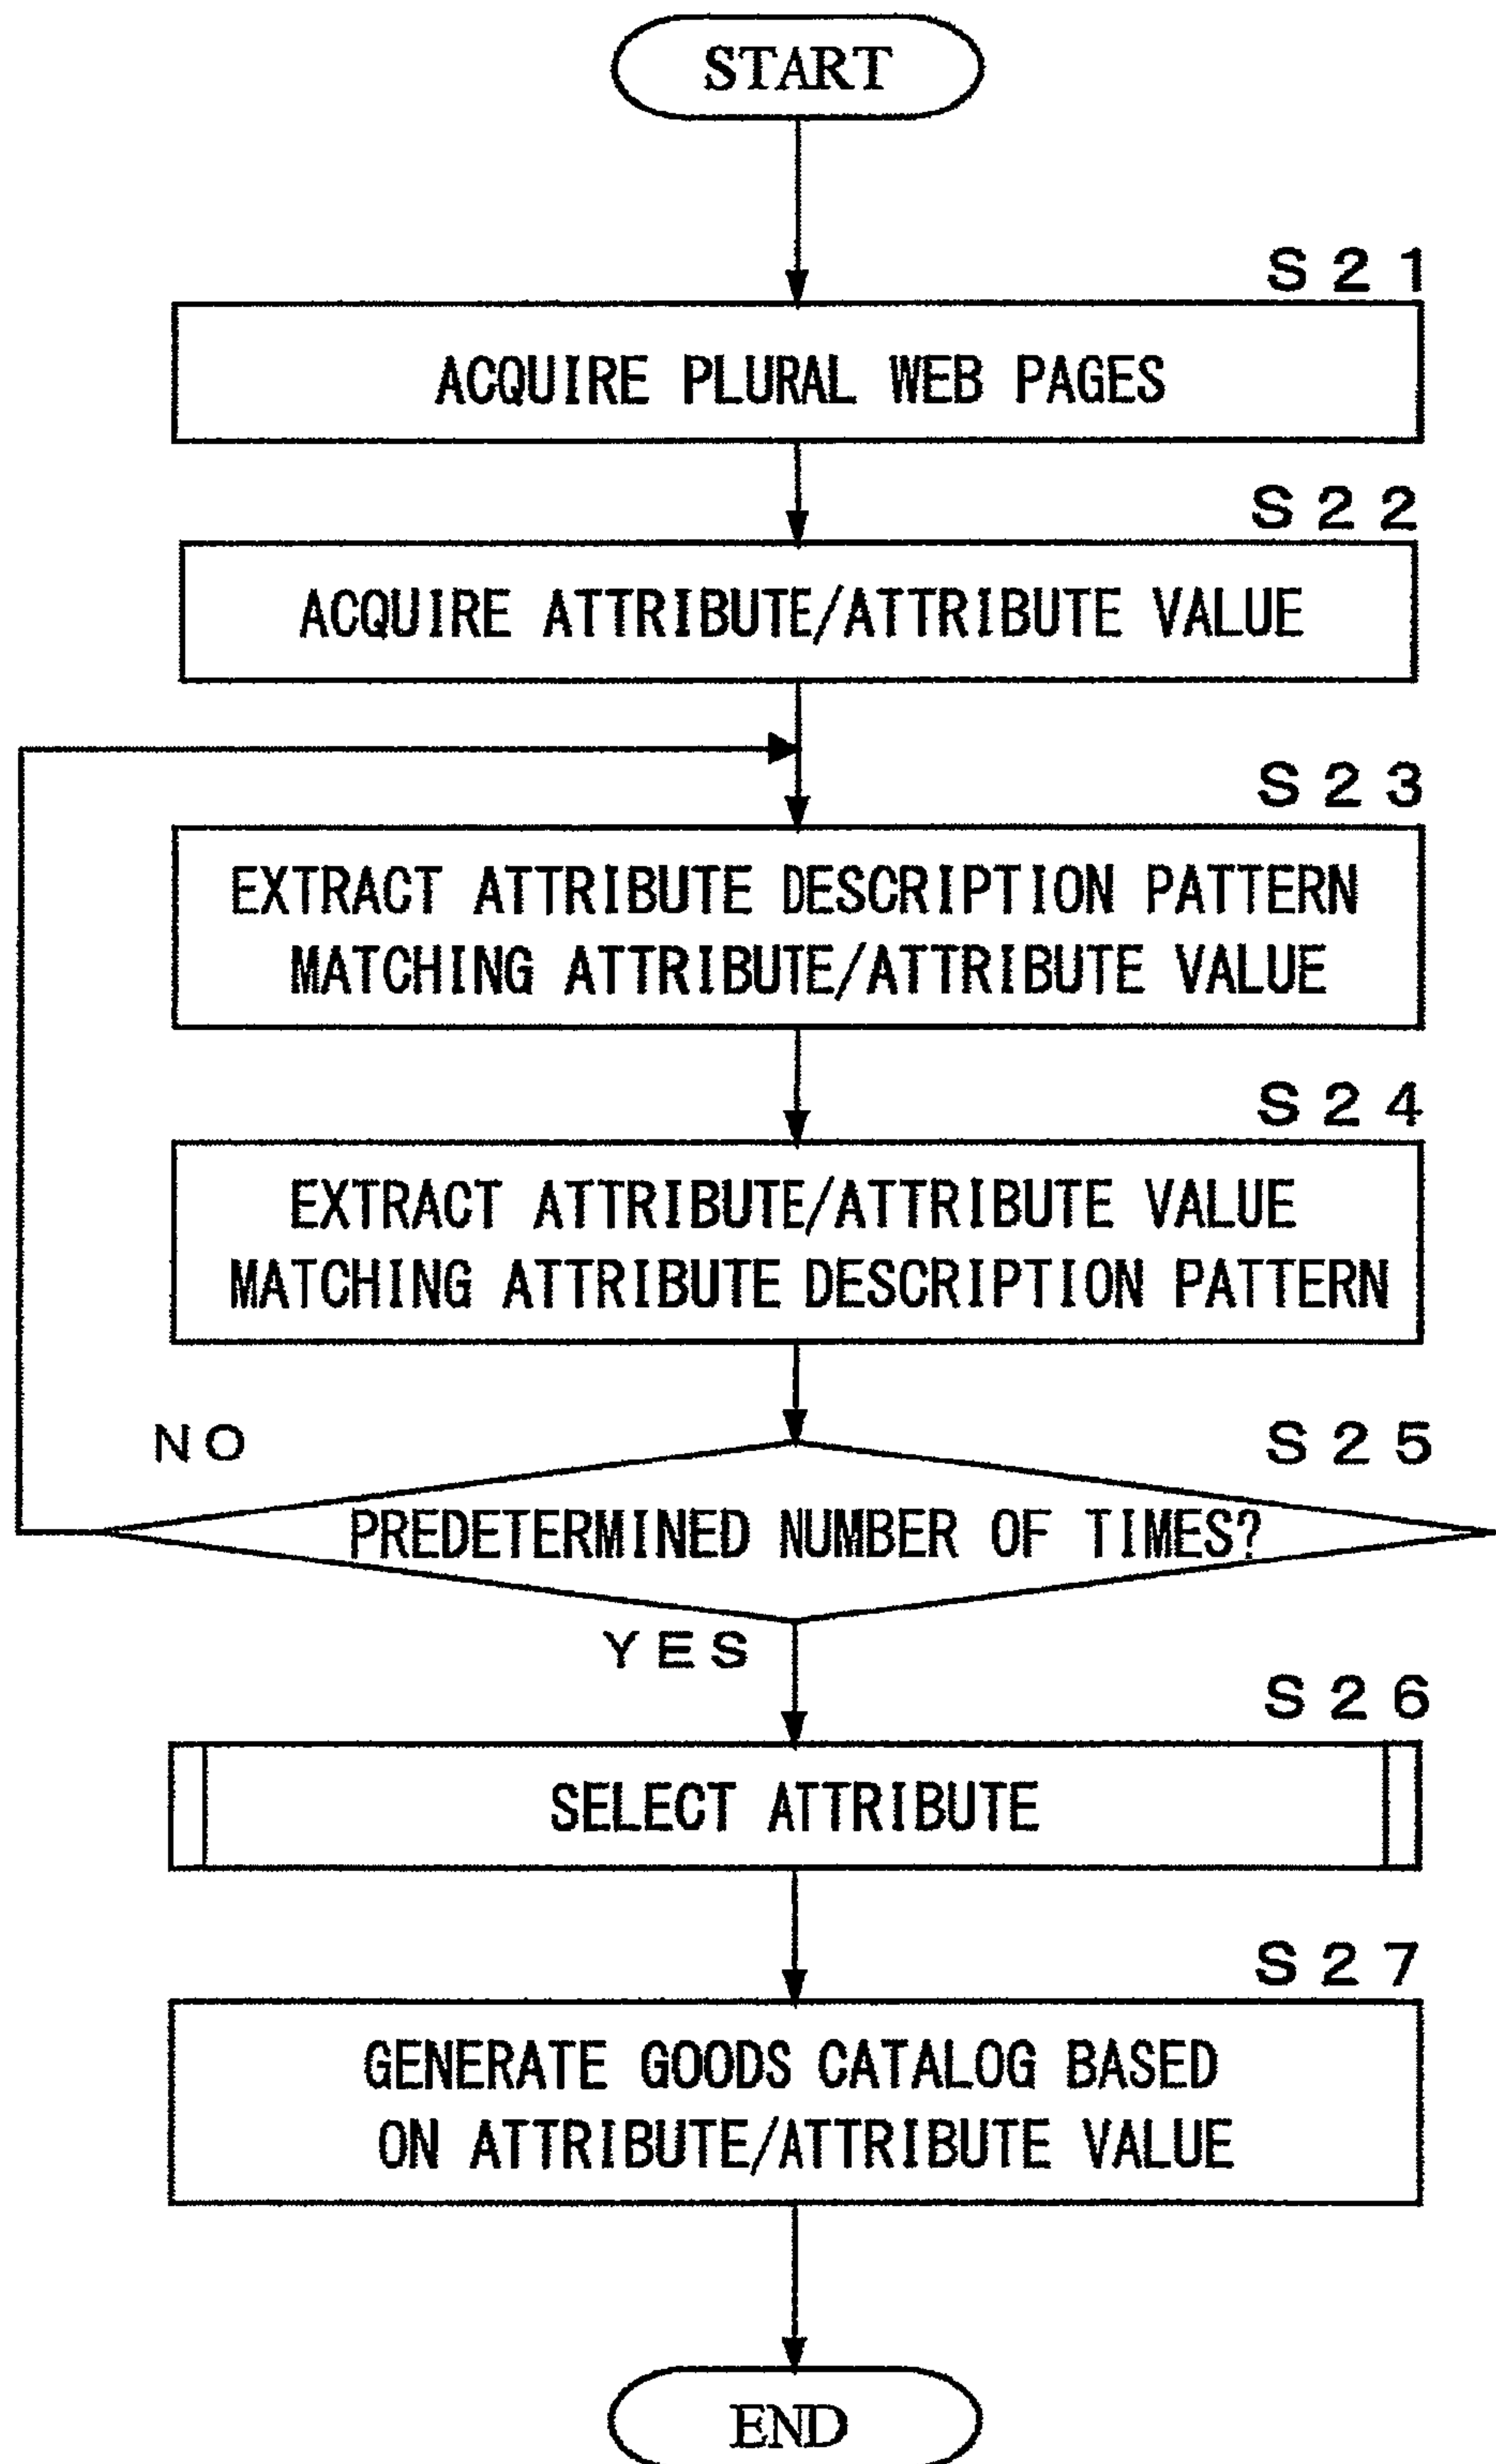 START
S21
ACQUIRE PLURAL WEB PAGES
S22
ACQUIRE ATTRIBUTE/ATTRIBUTE VALUE
S23
EXTRACT ATTRIBUTE DESCRIPTION PATTERN
MATCHING ATTRIBUTE/ATTRIBUTE VALUE
S24
EXTRACT ATTRIBUTE/ATTRIBUTE VALUE
MATCHING ATTRIBUTE DESCRIPTION PATTERN
NO
S25
PREDETERMINED NUMBER OF TIMES?
YES
S26
SELECT ATTRIBUTE
S27
GENERATE GOODS CATALOG BASED
ON ATTRIBUTE/ATTRIBUTE VALUE
END